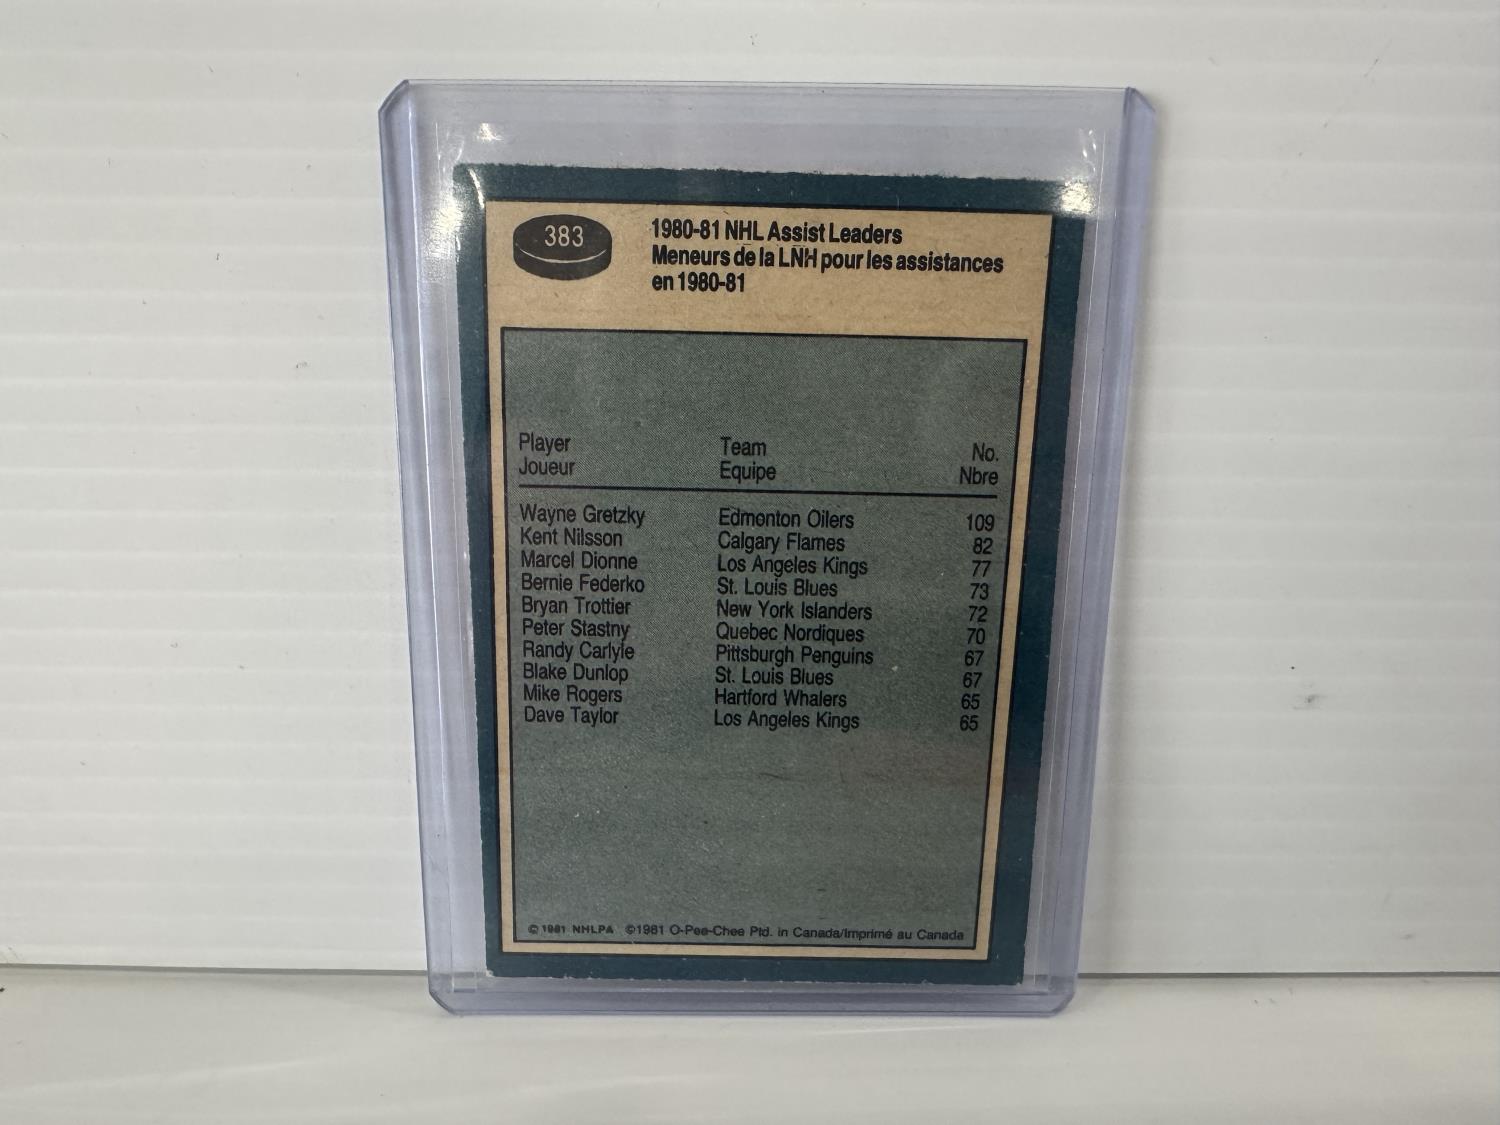 383
1980-81 NHL Assist Leaders
Meneurs de la LNH pour les assistances
en 1980-81
Player Team No.
Joueur Equipe Nbre
Wayne Gretzky Edmonton Oilers 109
Kent Nilsson Calgary Flames 82
Marcel Dionne Los Angeles Kings 77
Bernie Federko St. Louis Blues 73
Bryan Trottier New York Islanders 72
Peter Stastny Quebec Nordiques 70
Randy Carlyle Pittsburgh Penguins 67
Blake Dunlop St. Louis Blues 67
Mike Rogers Hartford Whalers 65
Dave Taylor Los Angeles Kings 65
© 1981 NHLPA ©1981 O-Pee-Chee Ptd. in Canada/Imprimé au Canada